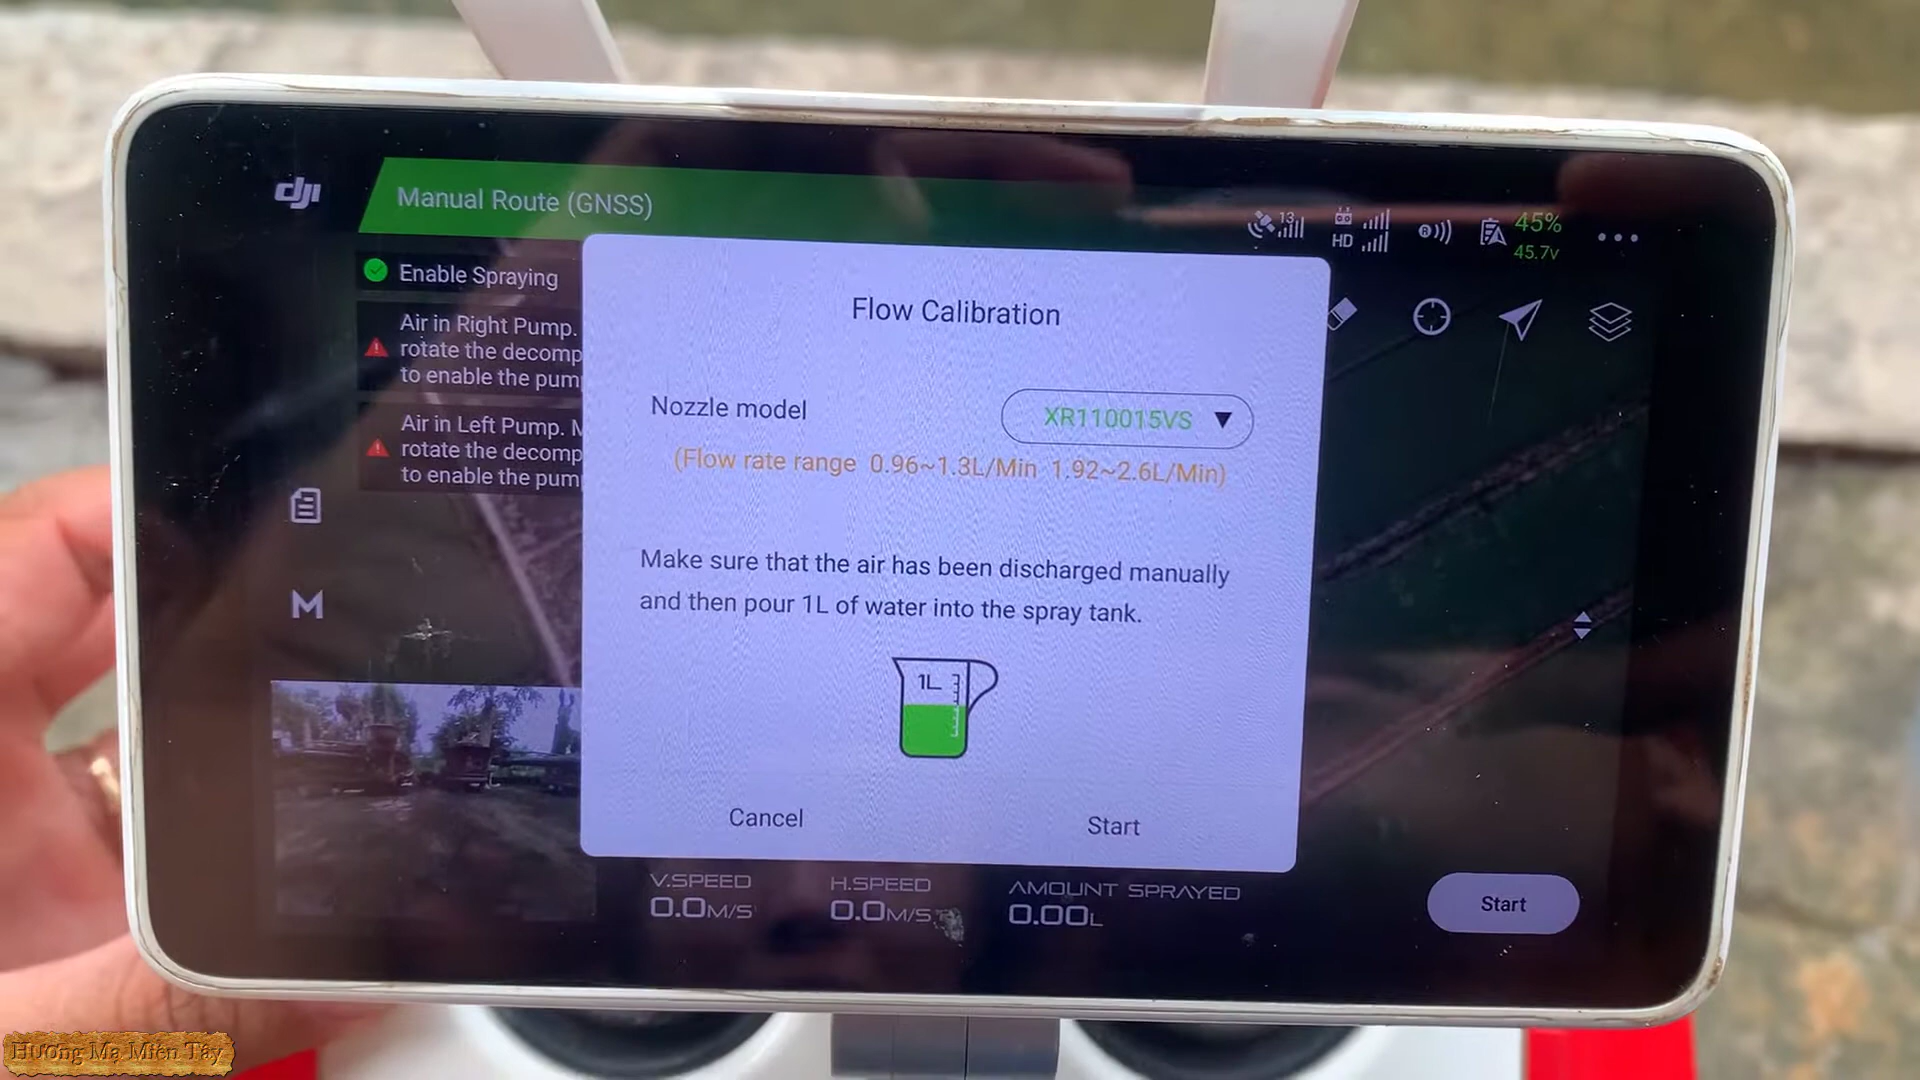 dji
Manual Route (GNSS)
13
HD
R
45%
45.7v
Enable Spraying
Air in Right Pump.
rotate the decomp
to enable the pum
Air in Left Pump. M
rotate the decomp
to enable the pum
M
Flow Calibration
Nozzle model
XR110015VS
(Flow rate range 0.96~1.3L/Min 1.92~2.6L/Min)
Make sure that the air has been discharged manually
and then pour 1L of water into the spray tank.
1L
Cancel
Start
V.SPEED
0.0M/S
H.SPEED
0.0M/S
AMOUNT SPRAYED
0.00L
Start
Hương Mạ Miền Tây